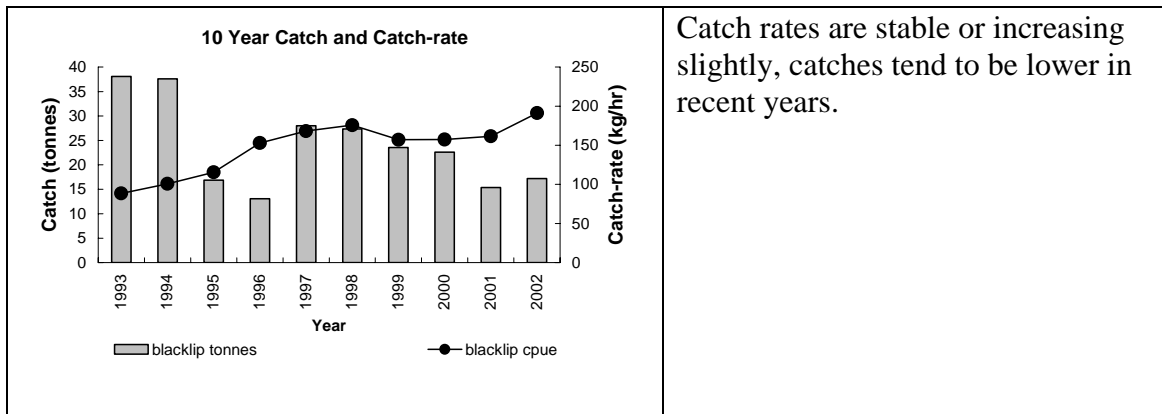 10 Year Catch and Catch-rate
40
35
30
25
20
15
10
5
0
Catch (tonnes)
250
200
150
100
50
0
Catch-rate (kg/hr)
1993
1994
1995
1996
1997
1998
1999
2000
2001
2002
Year
blacklip tonnes
blacklip cpue
Catch rates are stable or increasing
slightly, catches tend to be lower in
recent years.